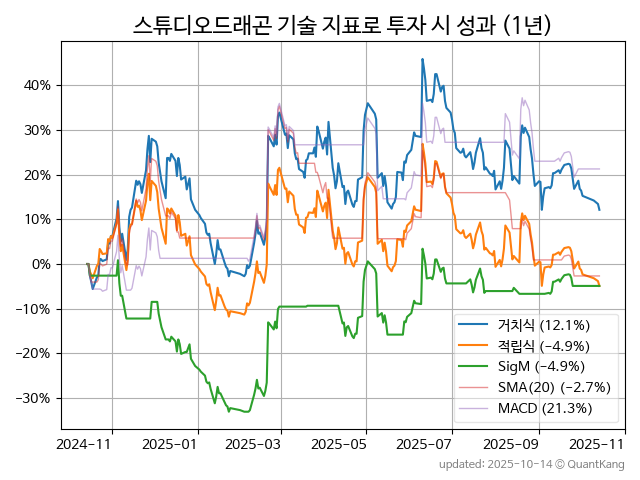 스튜디오드래곤 기술 지표로 투자 시 성과 (1년)
40%
30%
20%
10%
0%
−10%
−20%
−30%
거치식 (12.1%)
적립식 (−4.9%)
SigM (−4.9%)
SMA(20) (−2.7%)
MACD (21.3%)
2024-11 2025-01 2025-03 2025-05 2025-07 2025-09 2025-11
updated: 2025-10-14 © QuantKang